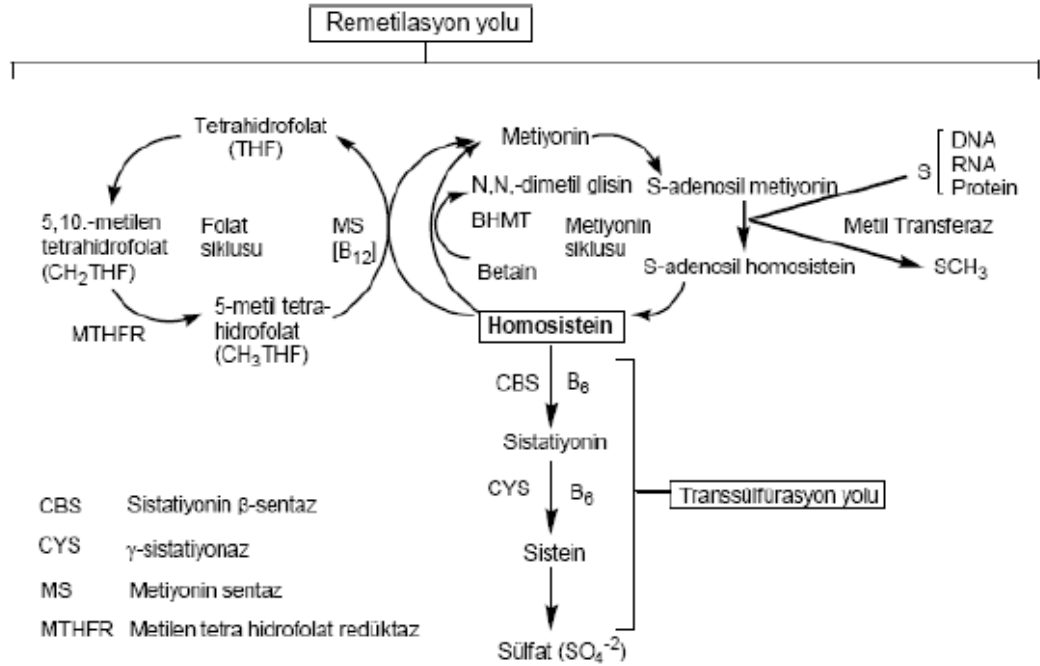 Remetilasyon yolu
Tetrahidrofolat
(THF)
5,10.-metilen
tetrahidrofolat
(CH₂THF)
Folat
siklusu
MS
[B₁₂]
MTHFR
5-metil tetra-
hidrofolat
(CH₃THF)
Metiyonin
N,N,-dimetil glisin
BHMT
Betain
Metiyonin
siklusu
S-adenosil metiyonin
S-adenosil homosistein
S
DNA
RNA
Protein
Metil Transferaz
SCH₃
Homosistein
CBS
B₆
Sistatiyonin
CYS
B₆
Sistein
Sülfat (SO₄⁻²)
Transsülfürasyon yolu
CBS Sistatiyonin β-sentaz
CYS γ-sistatiyonaz
MS Metiyonin sentaz
MTHFR Metilen tetra hidrofolat redüktaz